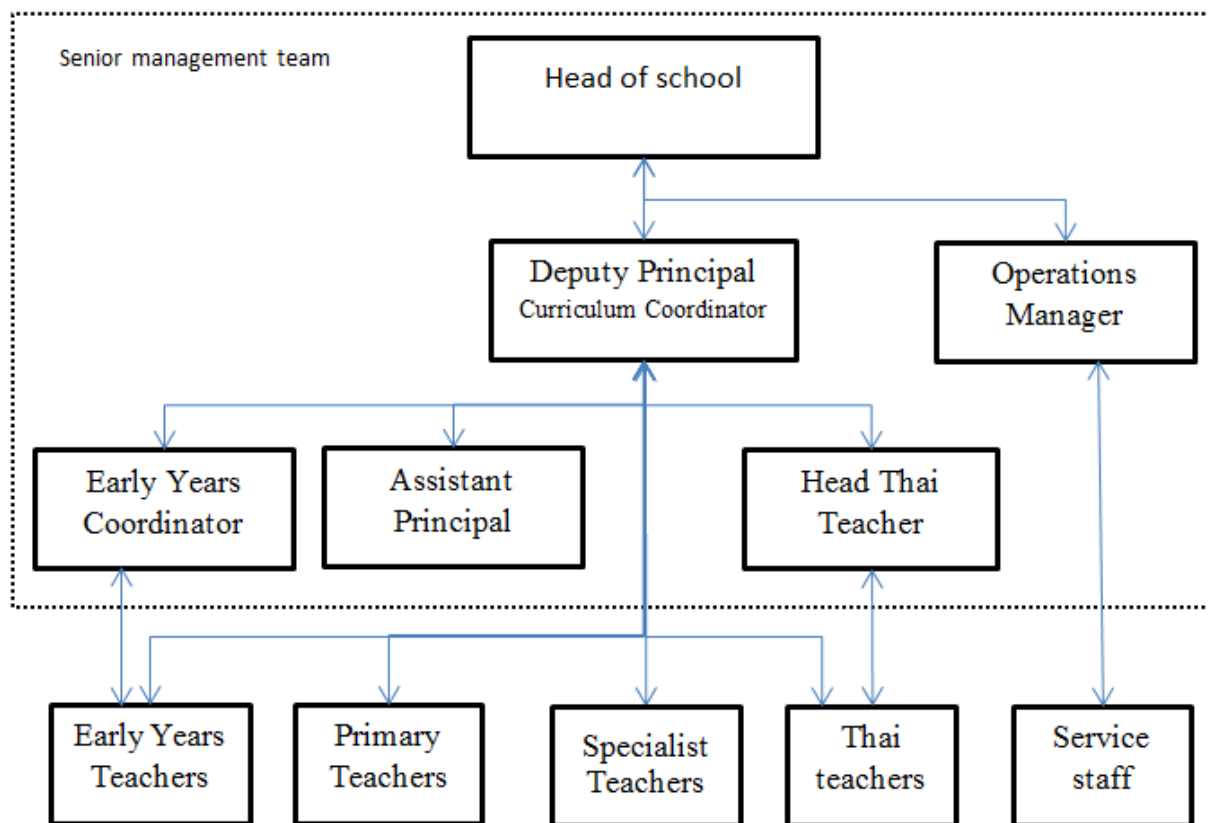 Senior management team
Head of school
Deputy Principal
Curriculum Coordinator
Operations
Manager
Early Years
Coordinator
Assistant
Principal
Head Thai
Teacher
Early Years
Teachers
Primary
Teachers
Specialist
Teachers
Thai
teachers
Service
staff